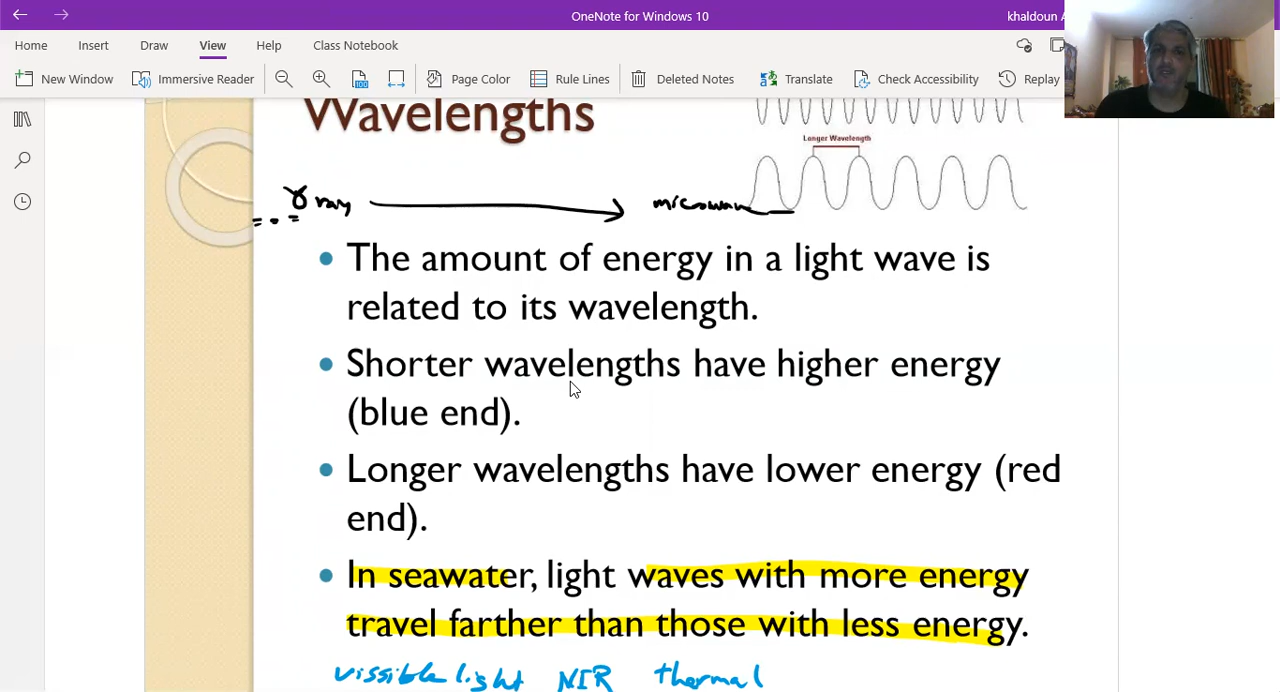 OneNote for Windows 10
khaldoun A
Home Insert Draw View Help Class Notebook
New Window Immersive Reader Page Color Rule Lines Deleted Notes Translate Check Accessibility Replay
Wavelengths
Longer Wavelength
γ ray microwav
• The amount of energy in a light wave is
related to its wavelength.
• Shorter wavelengths have higher energy
(blue end).
• Longer wavelengths have lower energy (red
end).
• In seawater, light waves with more energy
travel farther than those with less energy.
vissible light NIR thermal